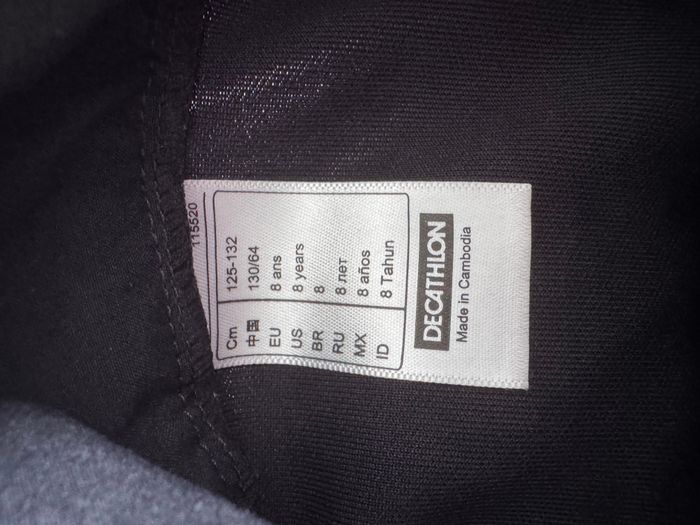 115520
Cm 125-132
中国 130/64
EU 8 ans
US 8 years
BR 8
RU 8 лет
MX 8 años
ID 8 Tahun
DECATHLON
Made in Cambodia